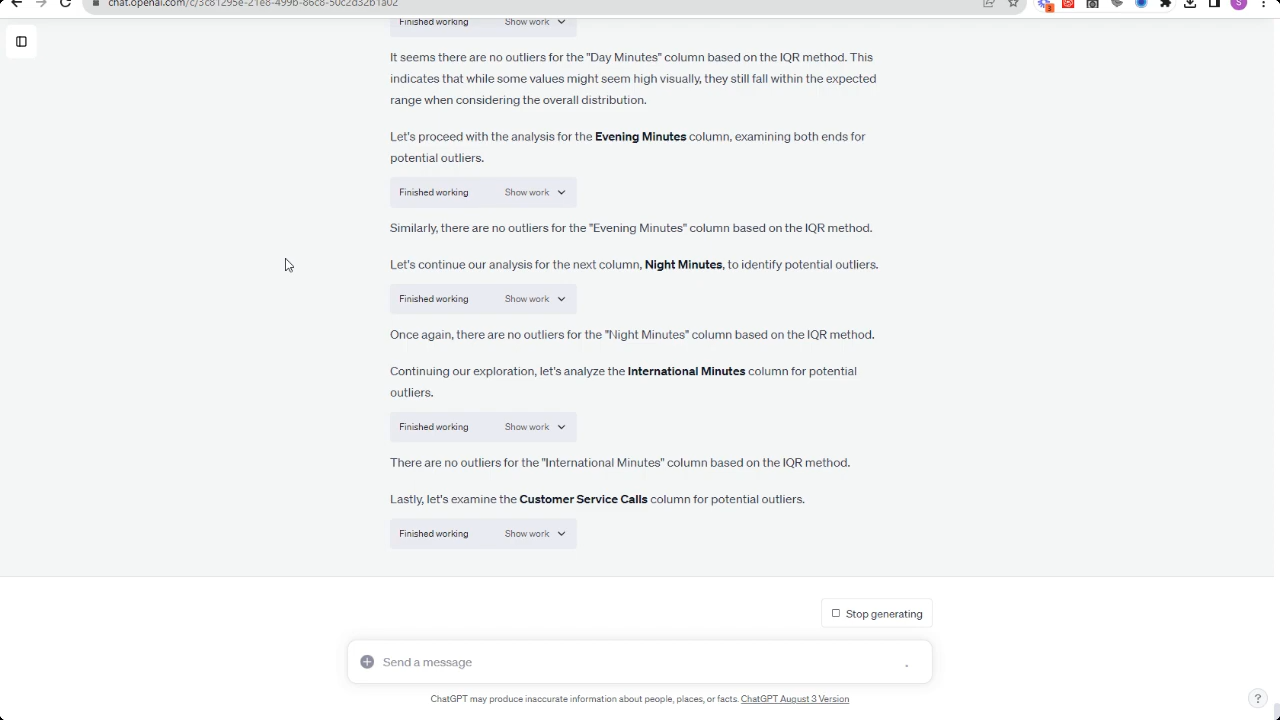 chat.openai.com/c/3c81295e-21e8-499b-86c8-50c2d32b1a02
3
S
Finished working Show work
It seems there are no outliers for the "Day Minutes" column based on the IQR method. This
indicates that while some values might seem high visually, they still fall within the expected
range when considering the overall distribution.
Let's proceed with the analysis for the Evening Minutes column, examining both ends for
potential outliers.
Finished working Show work
Similarly, there are no outliers for the "Evening Minutes" column based on the IQR method.
Let's continue our analysis for the next column, Night Minutes, to identify potential outliers.
Finished working Show work
Once again, there are no outliers for the "Night Minutes" column based on the IQR method.
Continuing our exploration, let's analyze the International Minutes column for potential
outliers.
Finished working Show work
There are no outliers for the "International Minutes" column based on the IQR method.
Lastly, let's examine the Customer Service Calls column for potential outliers.
Finished working Show work
Stop generating
Send a message
ChatGPT may produce inaccurate information about people, places, or facts. ChatGPT August 3 Version
?